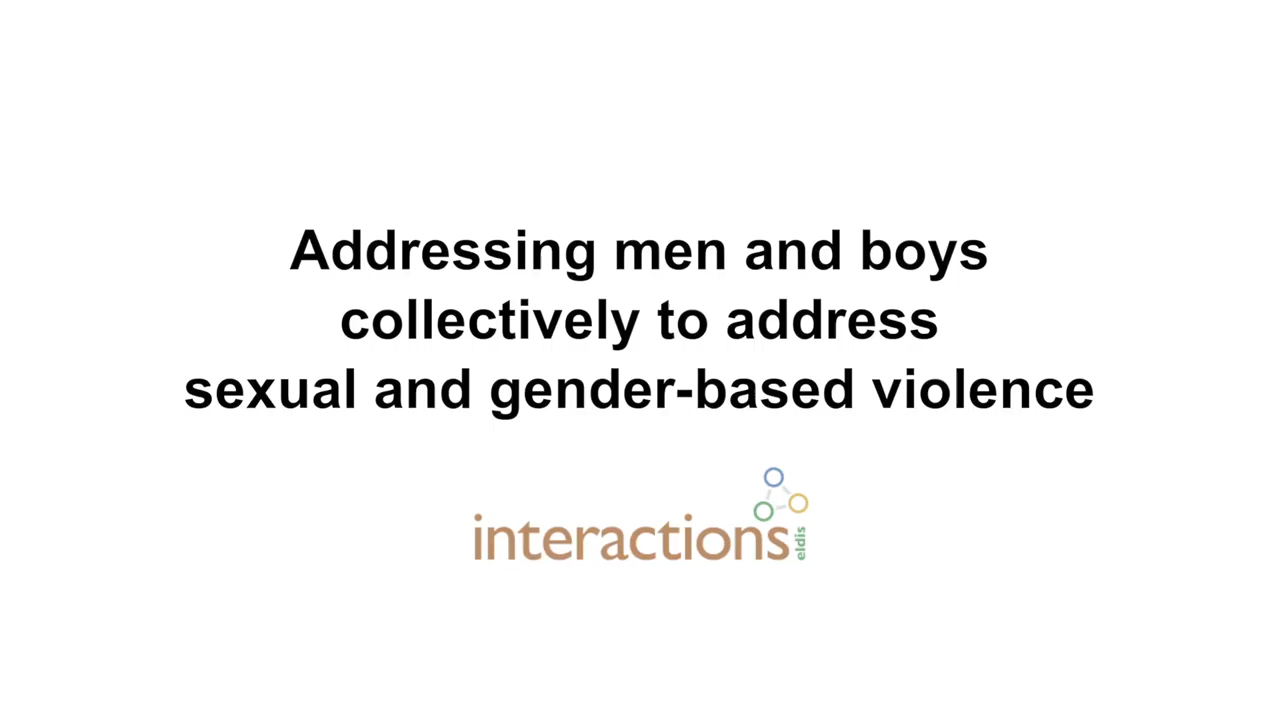 Addressing men and boys
collectively to address
sexual and gender-based violence
interactions
eldis